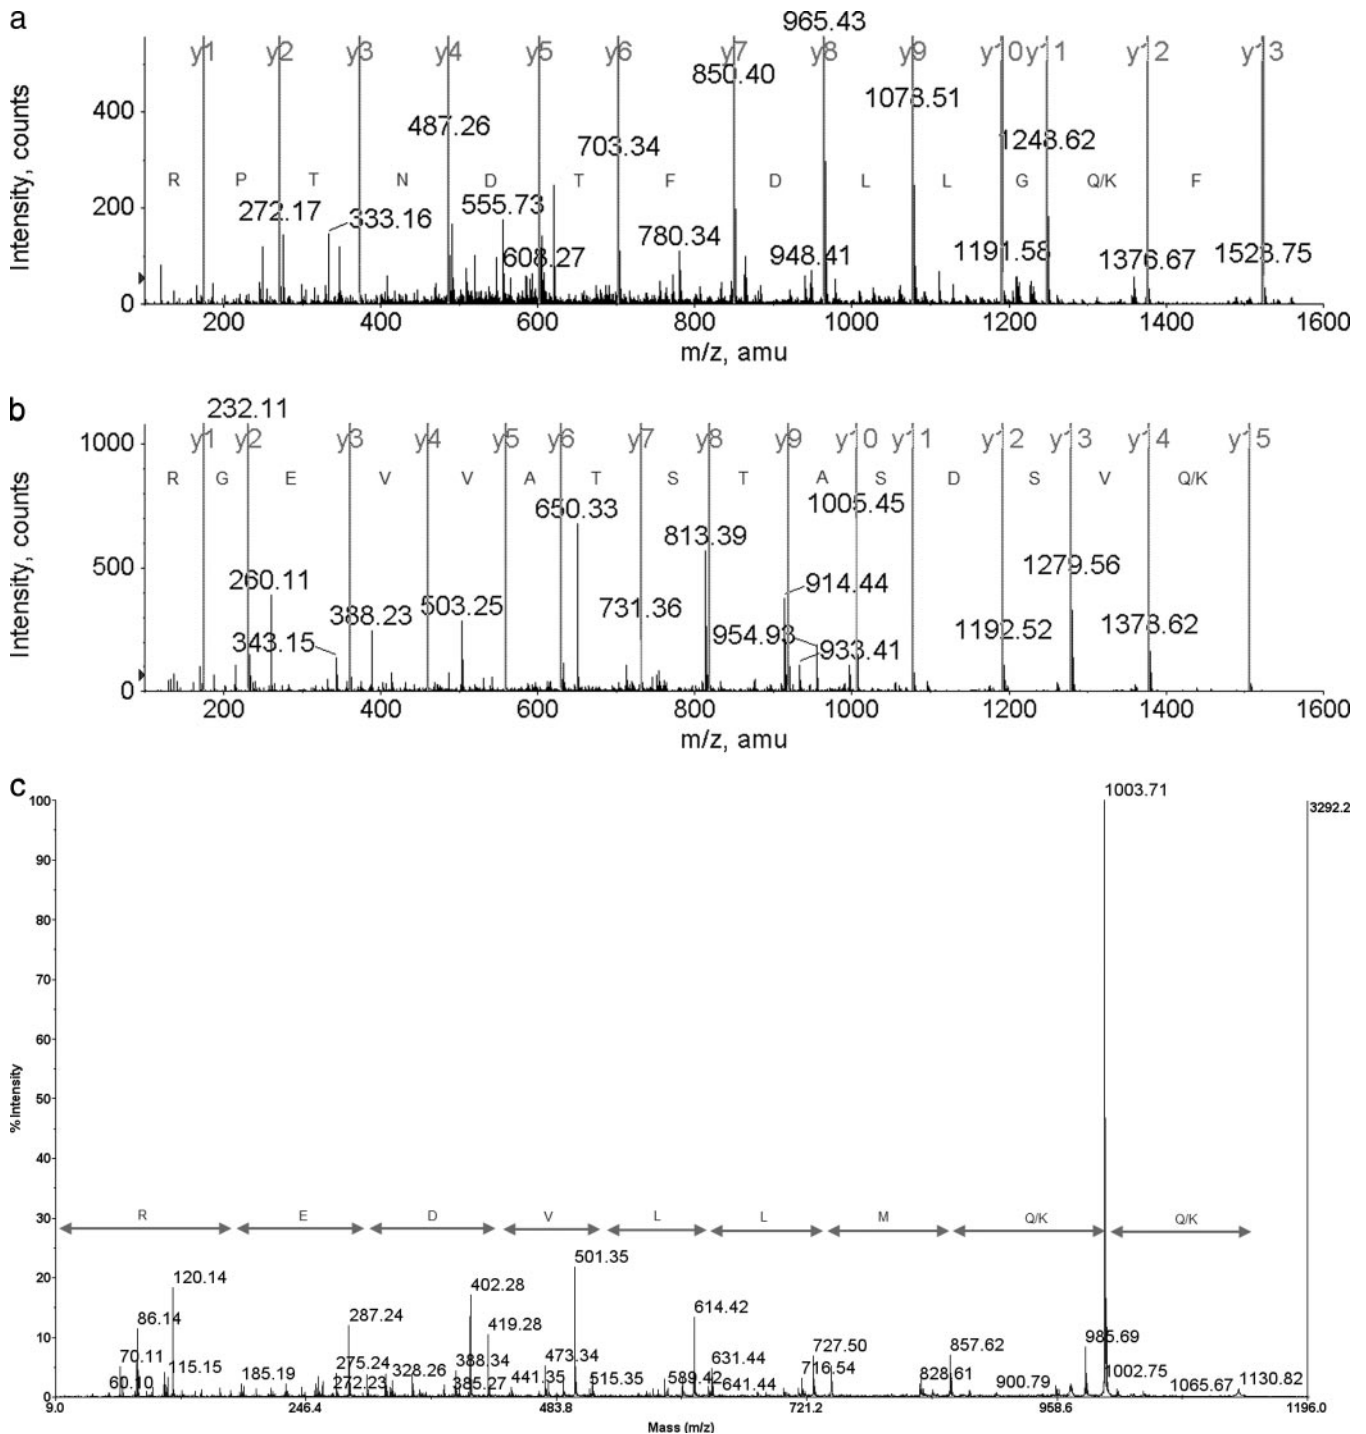 a
965.43
y1 y2 y3 y4 y5 y6 y7 y8 y9 y10 y11 y12 y13
850.40
1078.51
487.26
1248.62
703.34
R P T N D T F D L L G Q/K F
272.17 333.16 555.73
608.27 780.34 948.41 1191.58 1376.67 1523.75
400
200
0
Intensity, counts
200 400 600 800 1000 1200 1400 1600
m/z, amu
b
232.11
y1 y2 y3 y4 y5 y6 y7 y8 y9 y10 y11 y12 y13 y14 y15
R G E V V A T S T A S D S V Q/K
1005.45
650.33
813.39
1279.56
260.11 914.44
388.23 503.25 731.36
343.15 954.93 933.41 1192.52 1378.62
1000
500
0
Intensity, counts
200 400 600 800 1000 1200 1400 1600
m/z, amu
c
1003.71
3292.2
100
90
80
70
60
50
40
30
20
10
0
% Intensity
R E D V L L M Q/K Q/K
501.35
120.14 402.28
86.14 287.24 419.28 614.42
985.69
70.11 473.34 727.50 857.62
115.15 275.24 388.34 631.44
60.10 185.19 272.23 328.26 385.27 441.35 515.35 589.42 641.44 716.54 828.61 900.79 1002.75 1065.67 1130.82
9.0 246.4 483.8 721.2 958.6 1196.0
Mass (m/z)